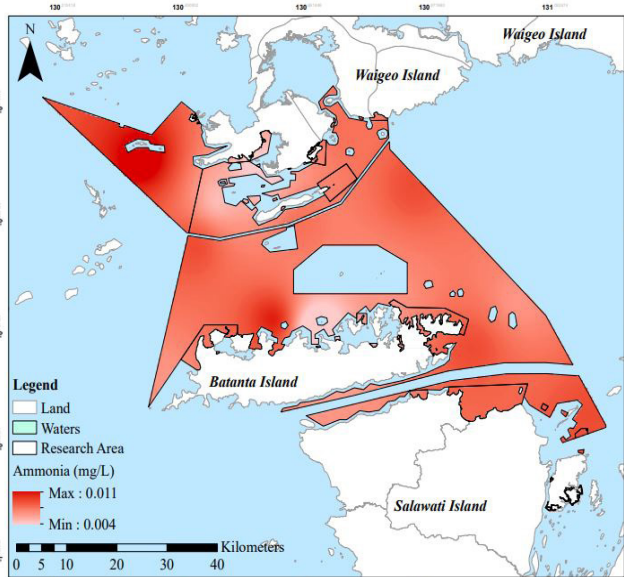 130
130
130
130
131
N
Waigeo Island
Waigeo Island
Batanta Island
Legend
Land
Waters
Research Area
Ammonia (mg/L)
Max : 0.011
Min : 0.004
Salawati Island
Kilometers
0 5 10 20 30 40